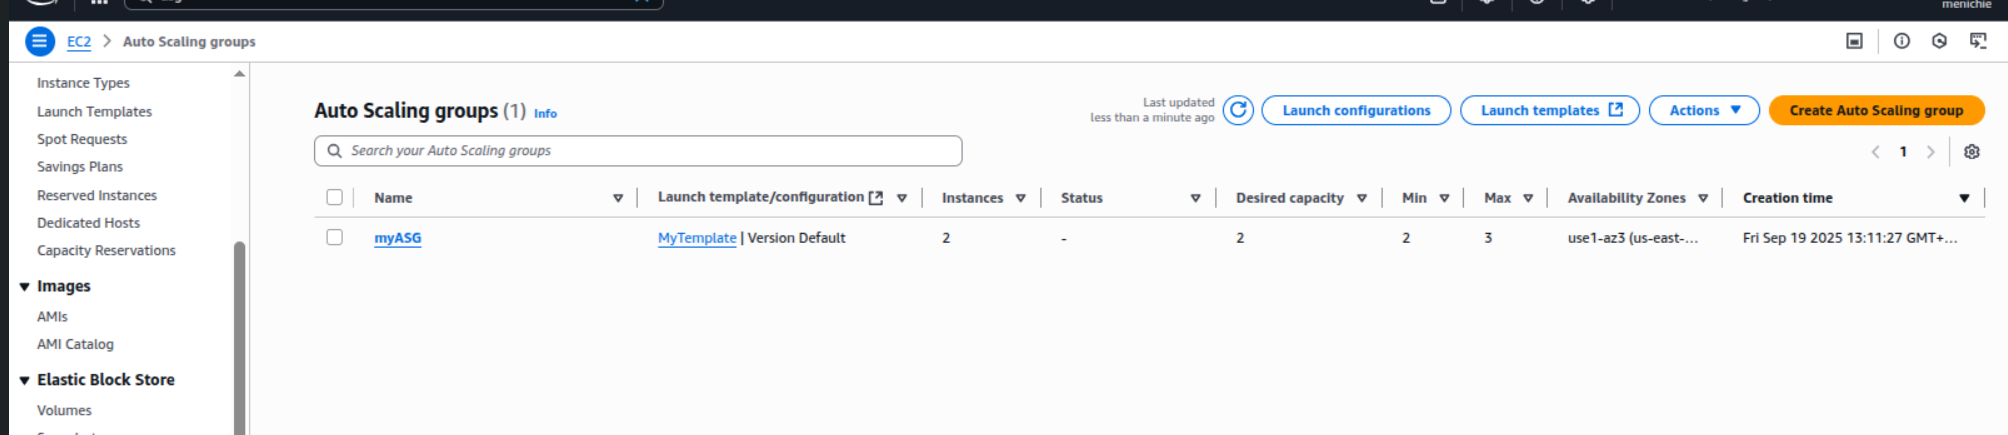 menichie
EC2 > Auto Scaling groups
Instance Types
Launch Templates
Spot Requests
Savings Plans
Reserved Instances
Dedicated Hosts
Capacity Reservations
Images
AMIs
AMI Catalog
Elastic Block Store
Volumes
Auto Scaling groups (1) Info
Last updated
less than a minute ago
Launch configurations
Launch templates
Actions
Create Auto Scaling group
Search your Auto Scaling groups
1
Name Launch template/configuration Instances Status Desired capacity Min Max Availability Zones Creation time
myASG MyTemplate | Version Default 2 - 2 2 3 use1-az3 (us-east-... Fri Sep 19 2025 13:11:27 GMT+...